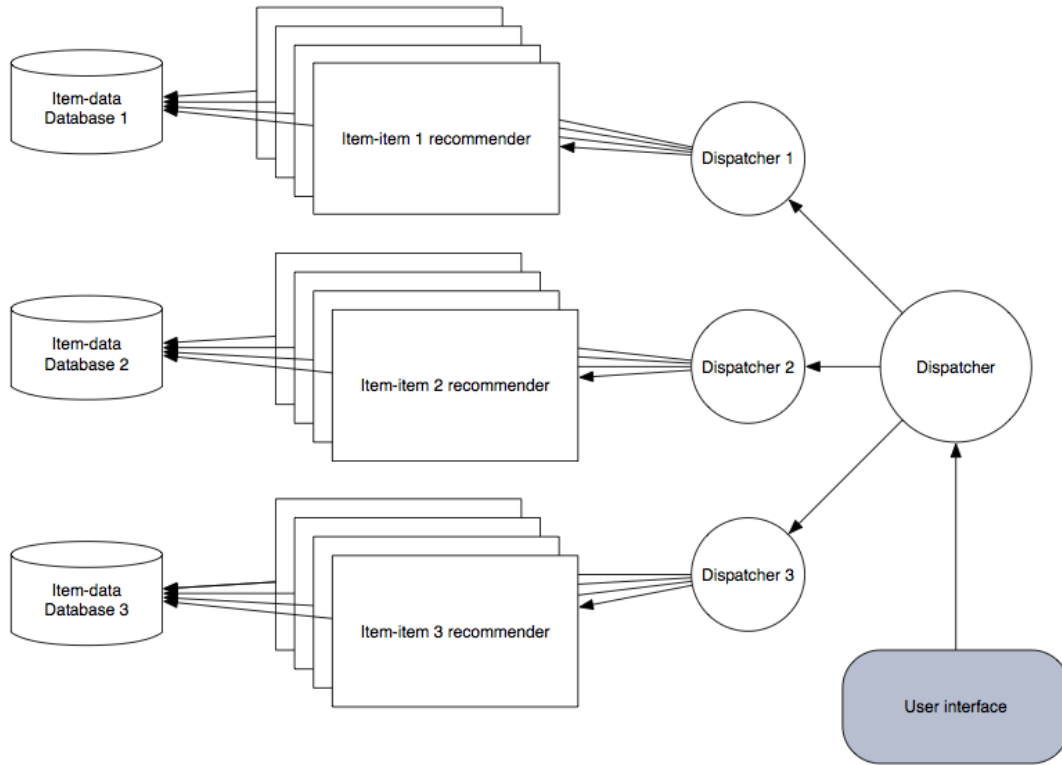 Item-data
Database 1
Item-item 1 recommender
Dispatcher 1
Item-data
Database 2
Item-item 2 recommender
Dispatcher 2
Dispatcher
Item-data
Database 3
Item-item 3 recommender
Dispatcher 3
User interface